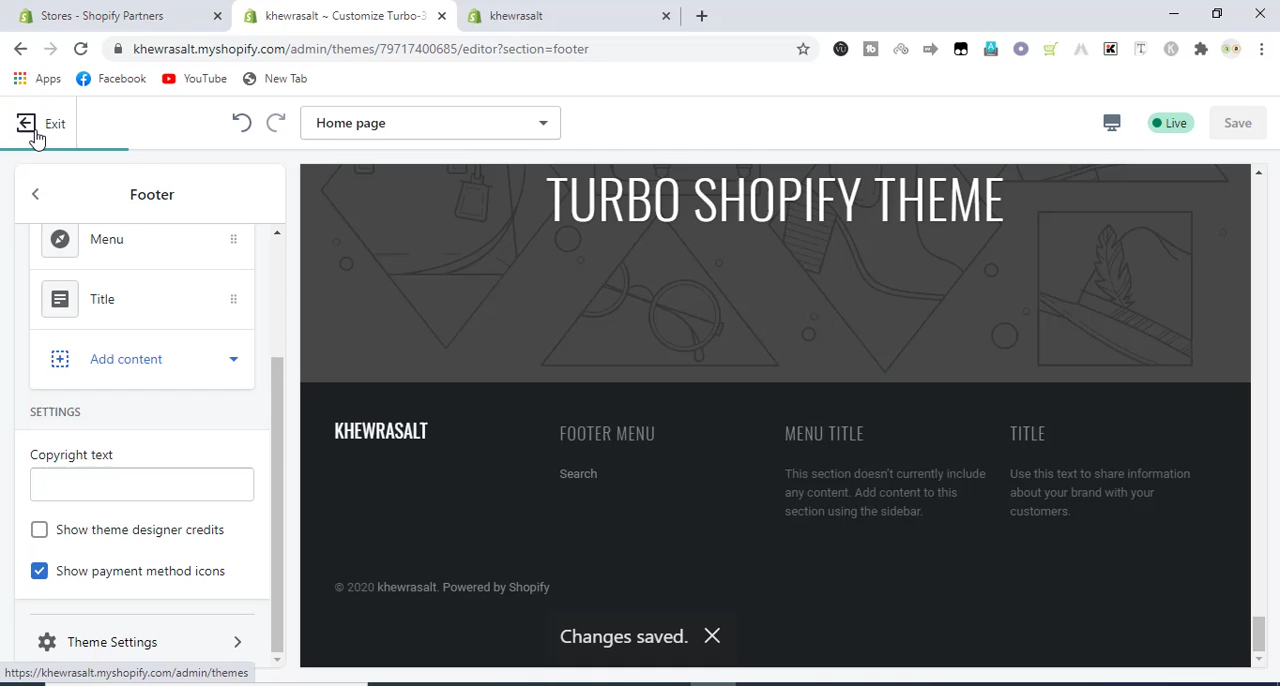 Stores - Shopify Partners
khewrasalt ~ Customize Turbo-3
khewrasalt
khewrasalt.myshopify.com/admin/themes/79717400685/editor?section=footer
Apps
Facebook
YouTube
New Tab
Exit
Home page
Live
Save
Footer
Menu
Title
Add content
SETTINGS
Copyright text
Show theme designer credits
Show payment method icons
Theme Settings
https://khewrasalt.myshopify.com/admin/themes
TURBO SHOPIFY THEME
KHEWRASALT
FOOTER MENU
Search
MENU TITLE
This section doesn't currently include
any content. Add content to this
section using the sidebar.
TITLE
Use this text to share information
about your brand with your
customers.
© 2020 khewrasalt. Powered by Shopify
Changes saved.